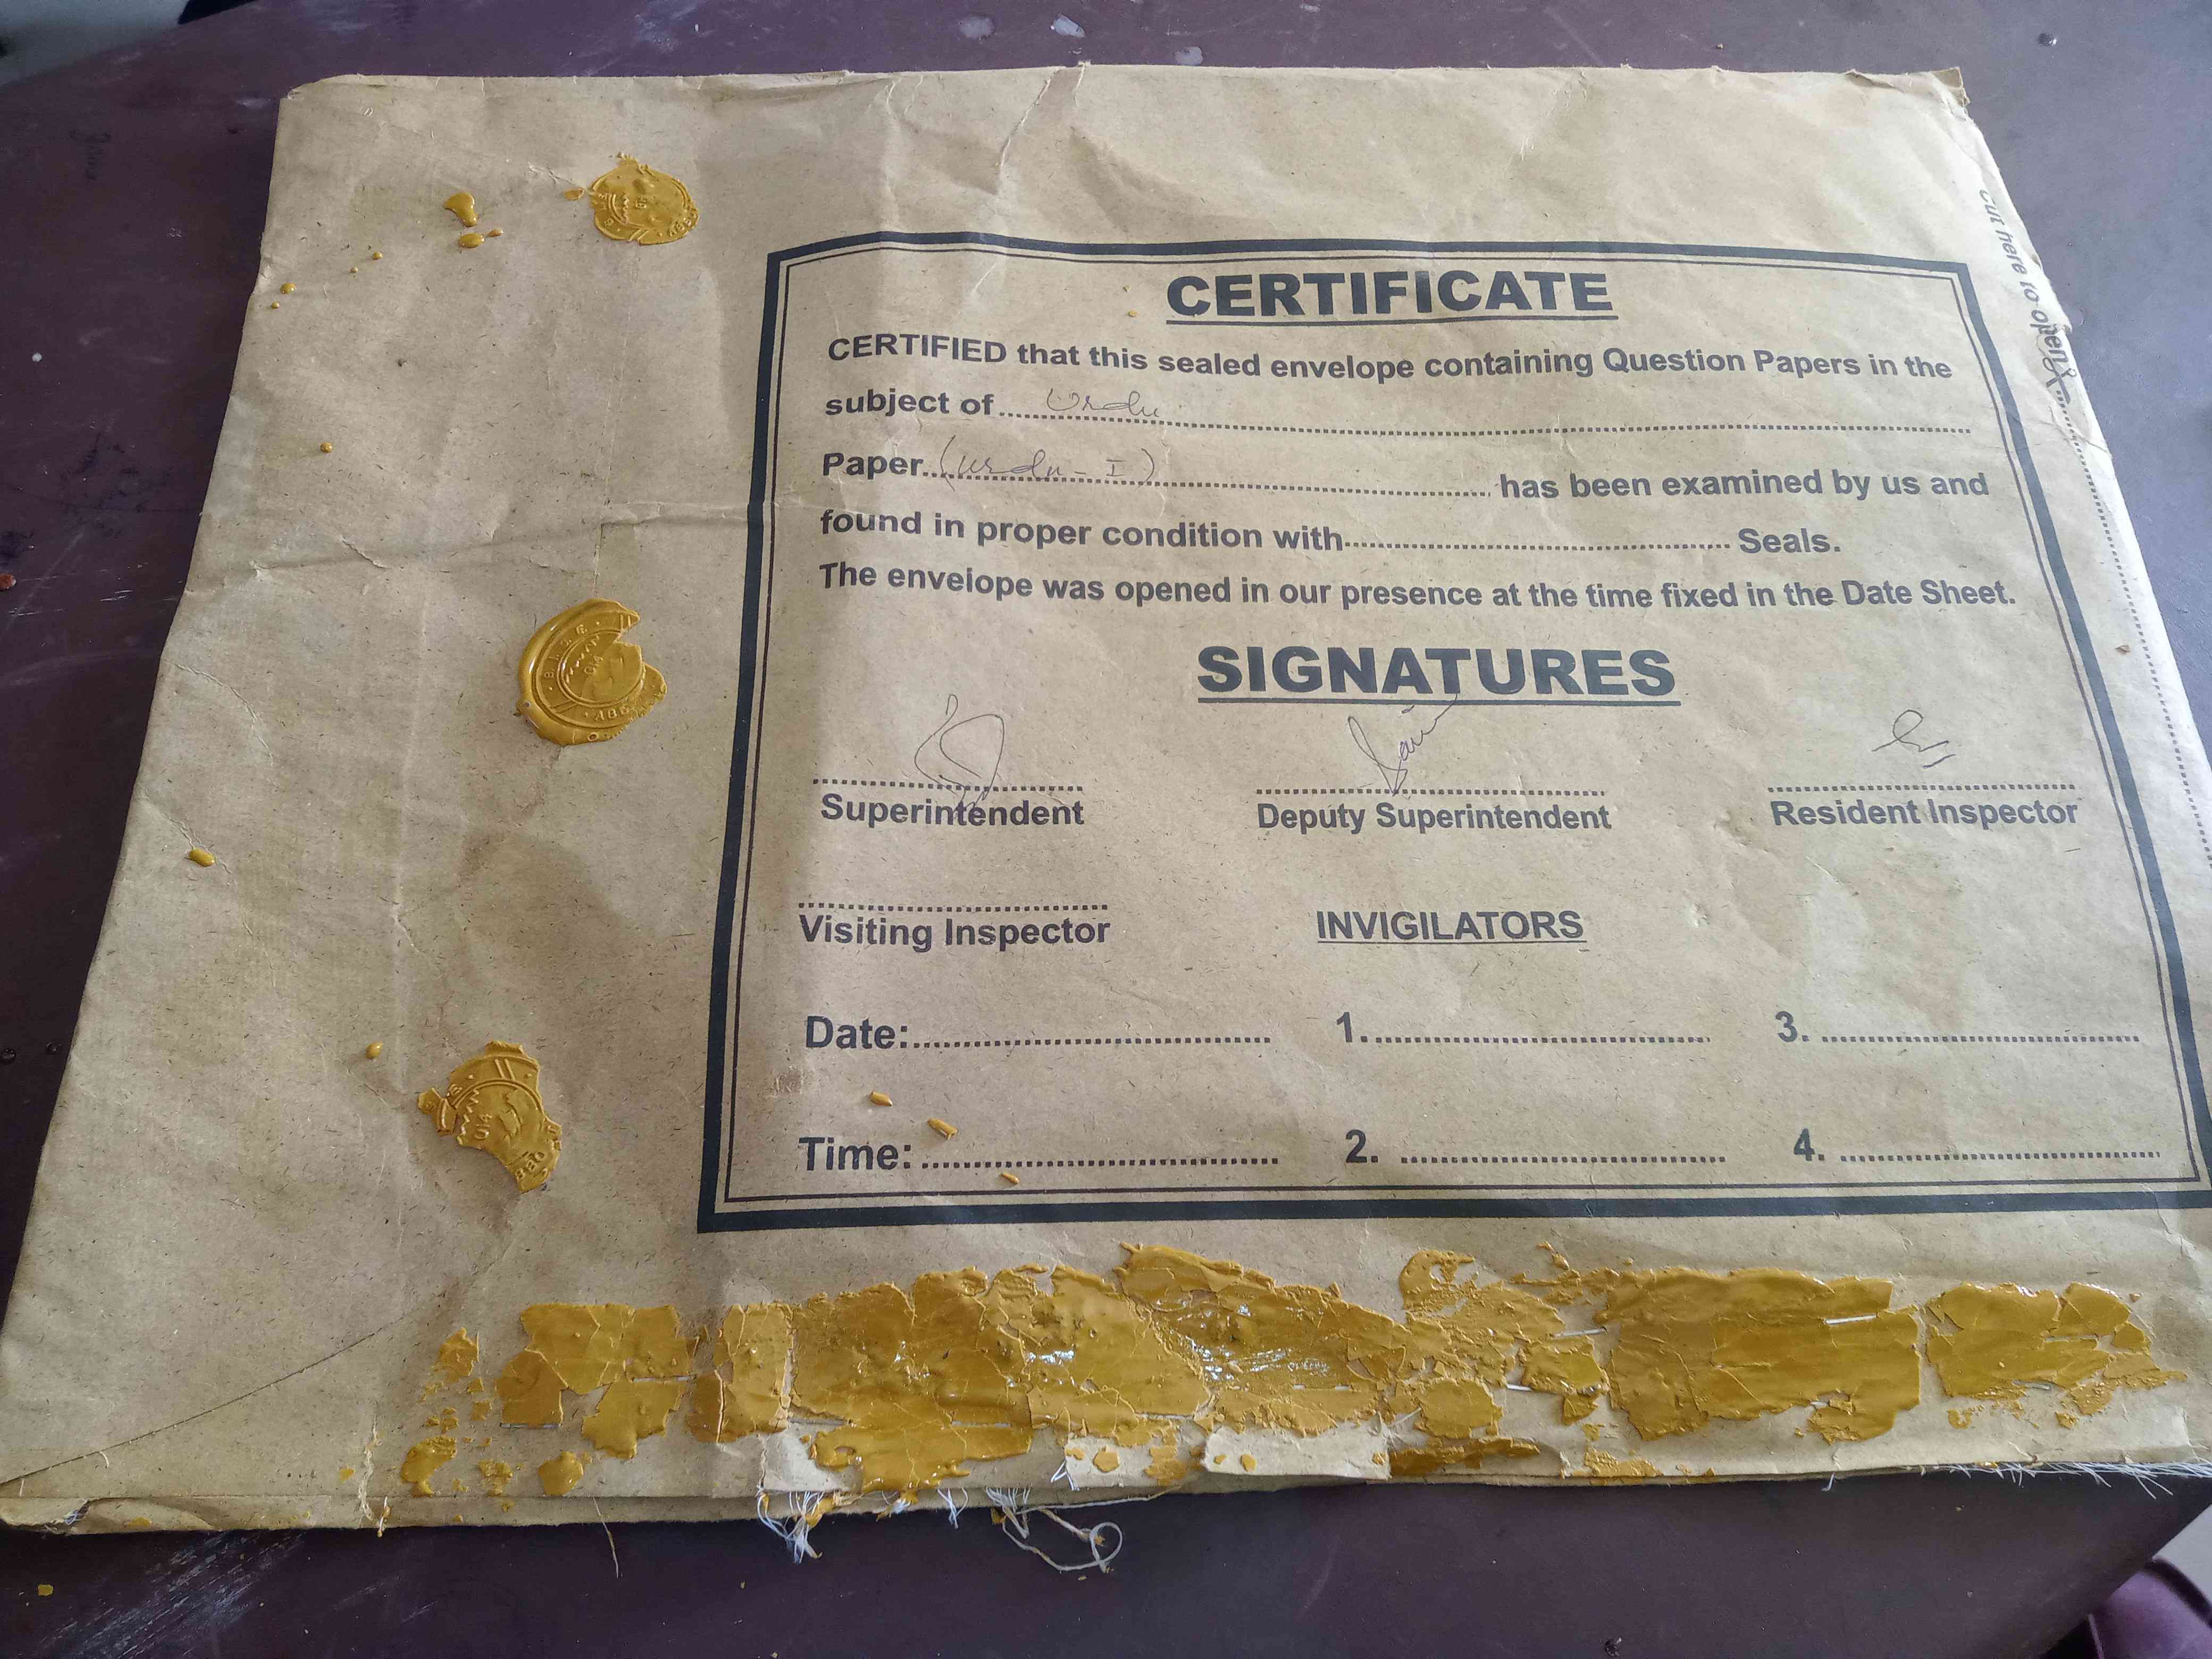 CERTIFICATE
CERTIFIED that this sealed envelope containing Question Papers in the
subject of Urdu
Paper (Urdu - I) has been examined by us and
found in proper condition with Seals.
The envelope was opened in our presence at the time fixed in the Date Sheet.
SIGNATURES
Superintendent Deputy Superintendent Resident Inspector
Visiting Inspector INVIGILATORS
Date: 1. 3.
Time: 2. 4.
Cut here to open